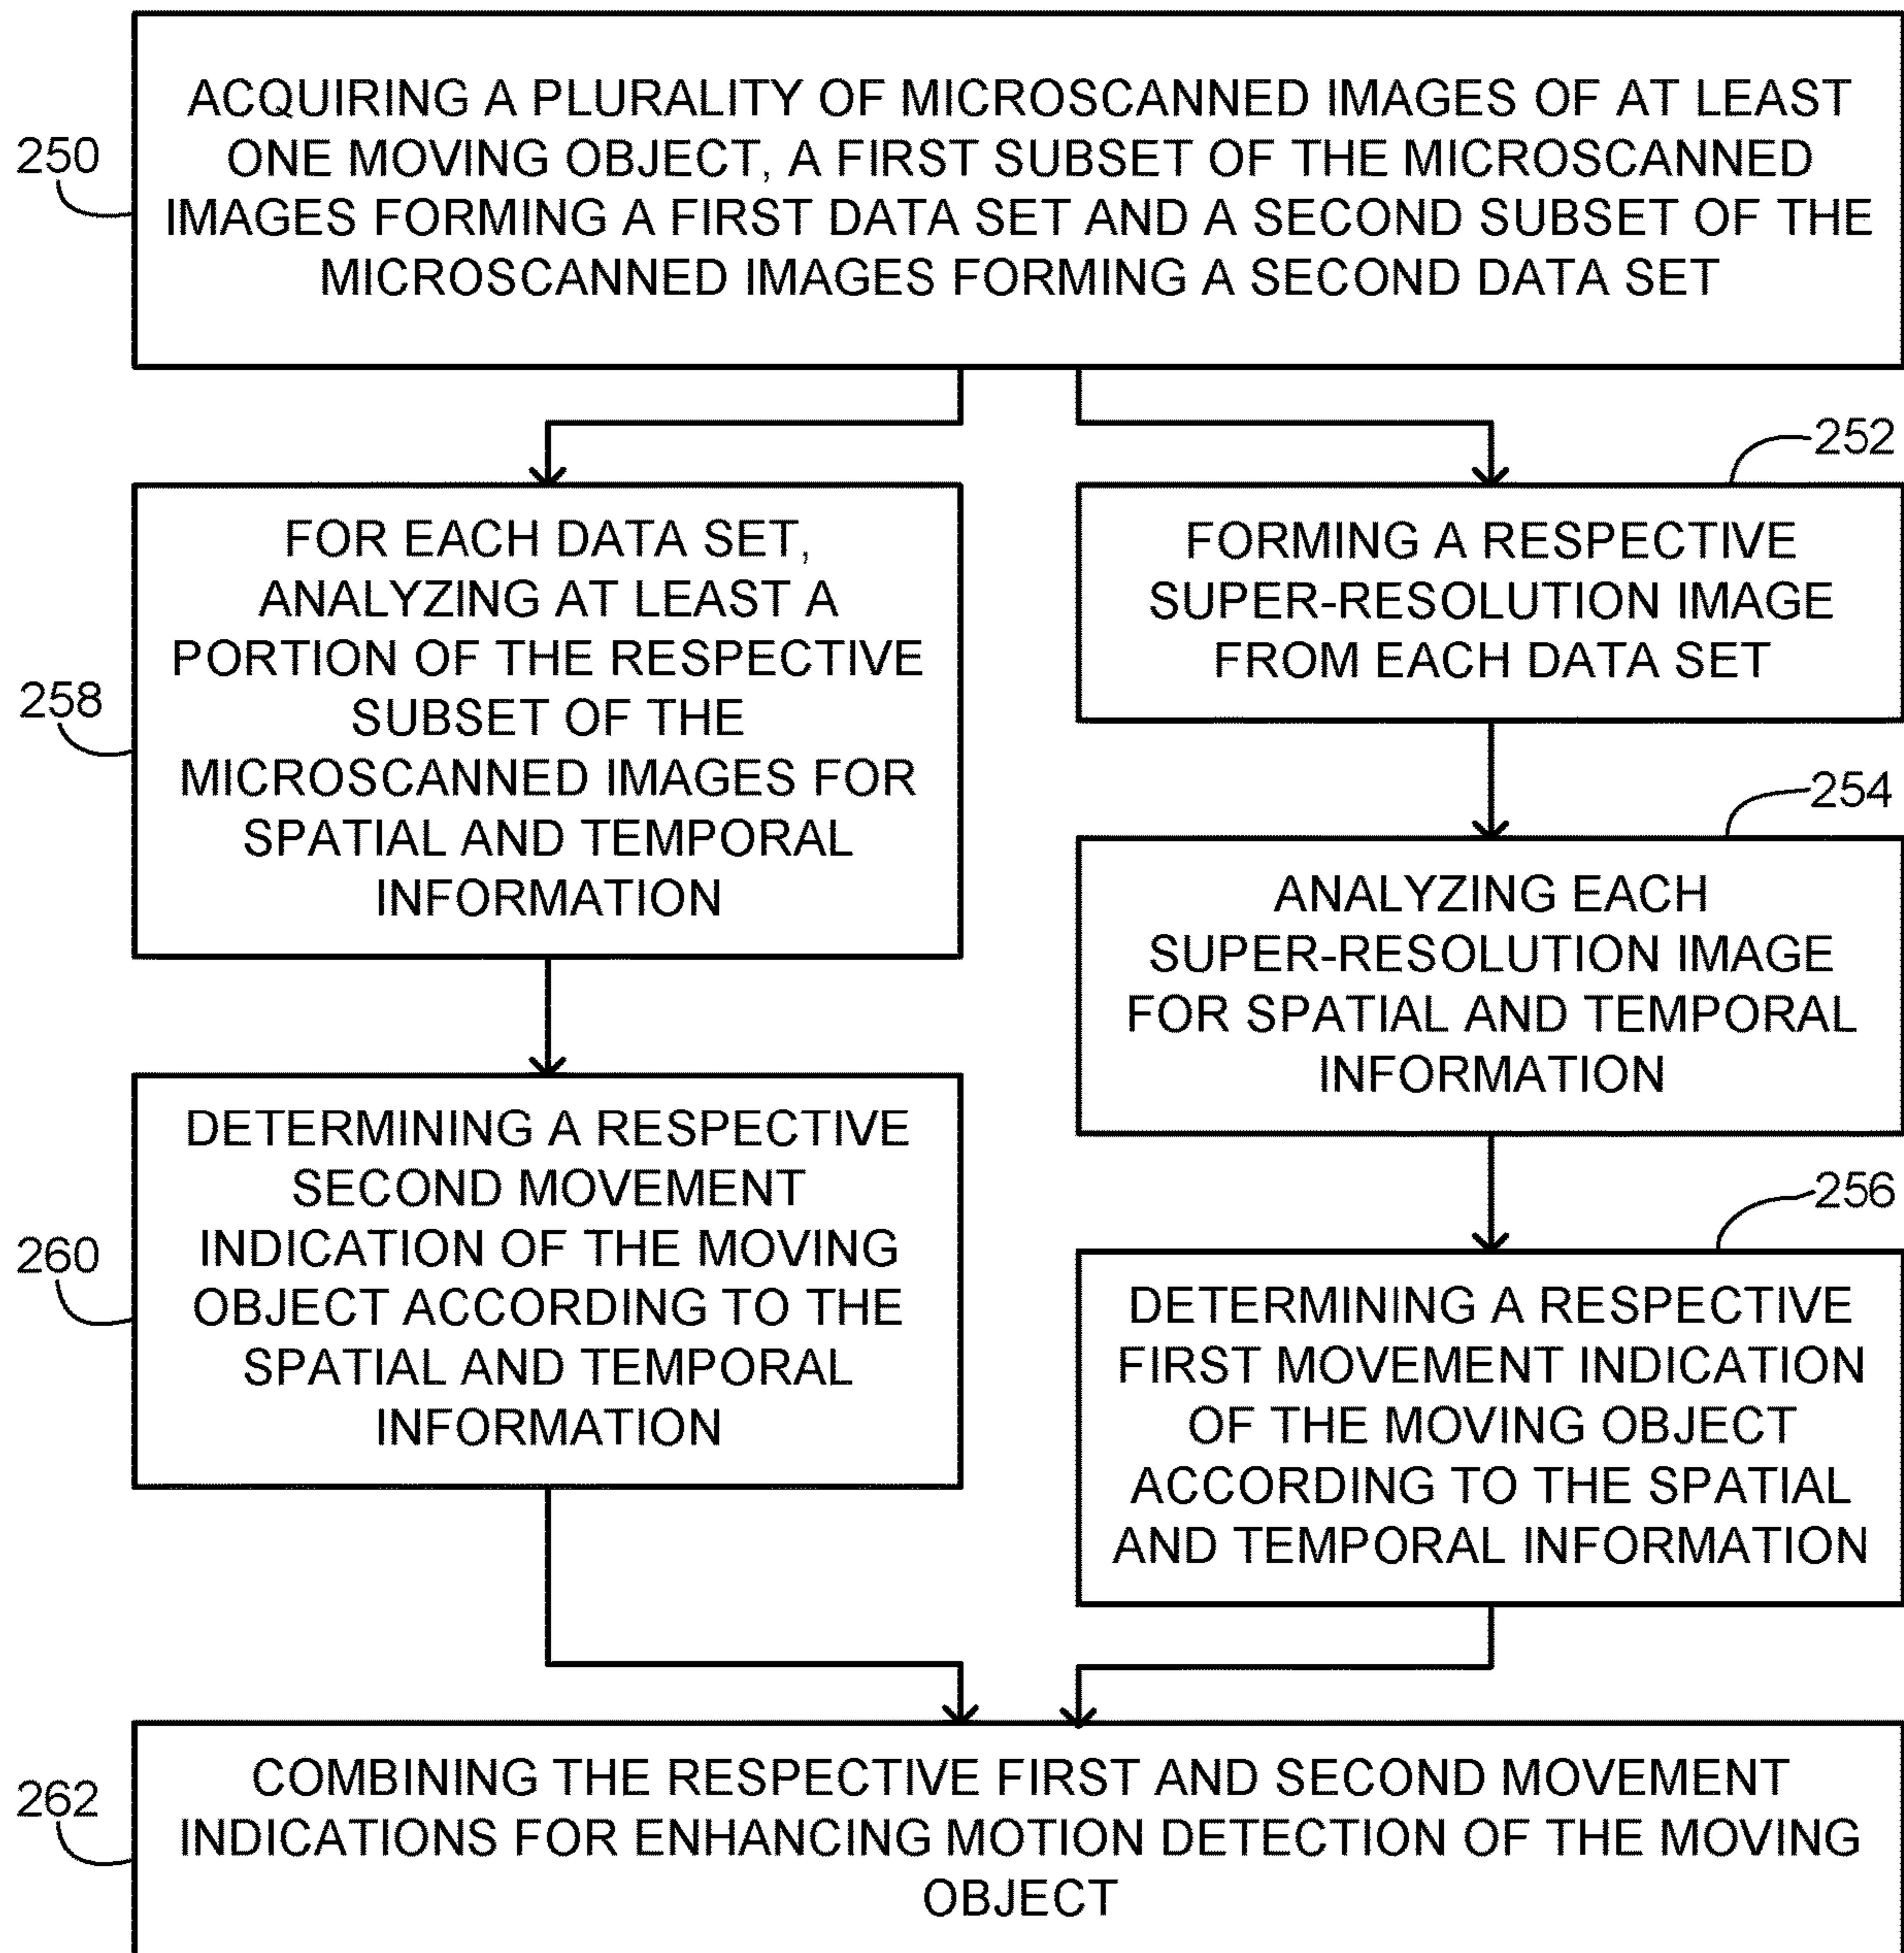 250
ACQUIRING A PLURALITY OF MICROSCANNED IMAGES OF AT LEAST
ONE MOVING OBJECT, A FIRST SUBSET OF THE MICROSCANNED
IMAGES FORMING A FIRST DATA SET AND A SECOND SUBSET OF THE
MICROSCANNED IMAGES FORMING A SECOND DATA SET
258
FOR EACH DATA SET,
ANALYZING AT LEAST A
PORTION OF THE RESPECTIVE
SUBSET OF THE
MICROSCANNED IMAGES FOR
SPATIAL AND TEMPORAL
INFORMATION
260
DETERMINING A RESPECTIVE
SECOND MOVEMENT
INDICATION OF THE MOVING
OBJECT ACCORDING TO THE
SPATIAL AND TEMPORAL
INFORMATION
252
FORMING A RESPECTIVE
SUPER-RESOLUTION IMAGE
FROM EACH DATA SET
254
ANALYZING EACH
SUPER-RESOLUTION IMAGE
FOR SPATIAL AND TEMPORAL
INFORMATION
256
DETERMINING A RESPECTIVE
FIRST MOVEMENT INDICATION
OF THE MOVING OBJECT
ACCORDING TO THE SPATIAL
AND TEMPORAL INFORMATION
262
COMBINING THE RESPECTIVE FIRST AND SECOND MOVEMENT
INDICATIONS FOR ENHANCING MOTION DETECTION OF THE MOVING
OBJECT